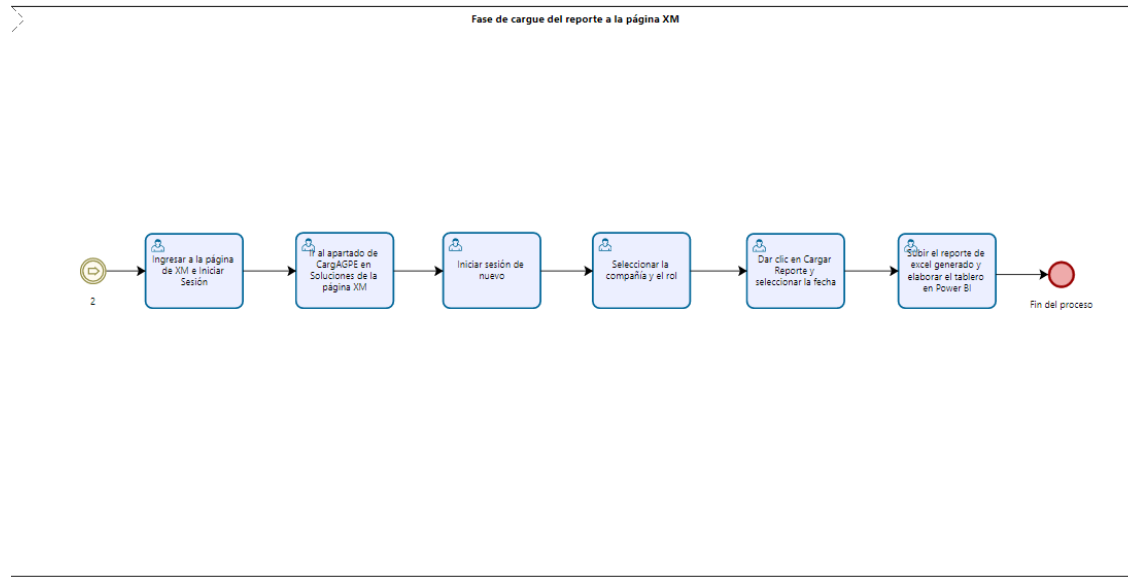 Fase de cargue del reporte a la página XM
Ingresar a la página
de XM e Iniciar
Sesión
Ir al apartado de
CargAGPE en
Soluciones de la
página XM
Iniciar sesión de
nuevo
Seleccionar la
compañía y el rol
Dar clic en Cargar
Reporte y
seleccionar la fecha
Subir el reporte de
excel generado y
elaborar el tablero
en Power BI
2
Fin del proceso